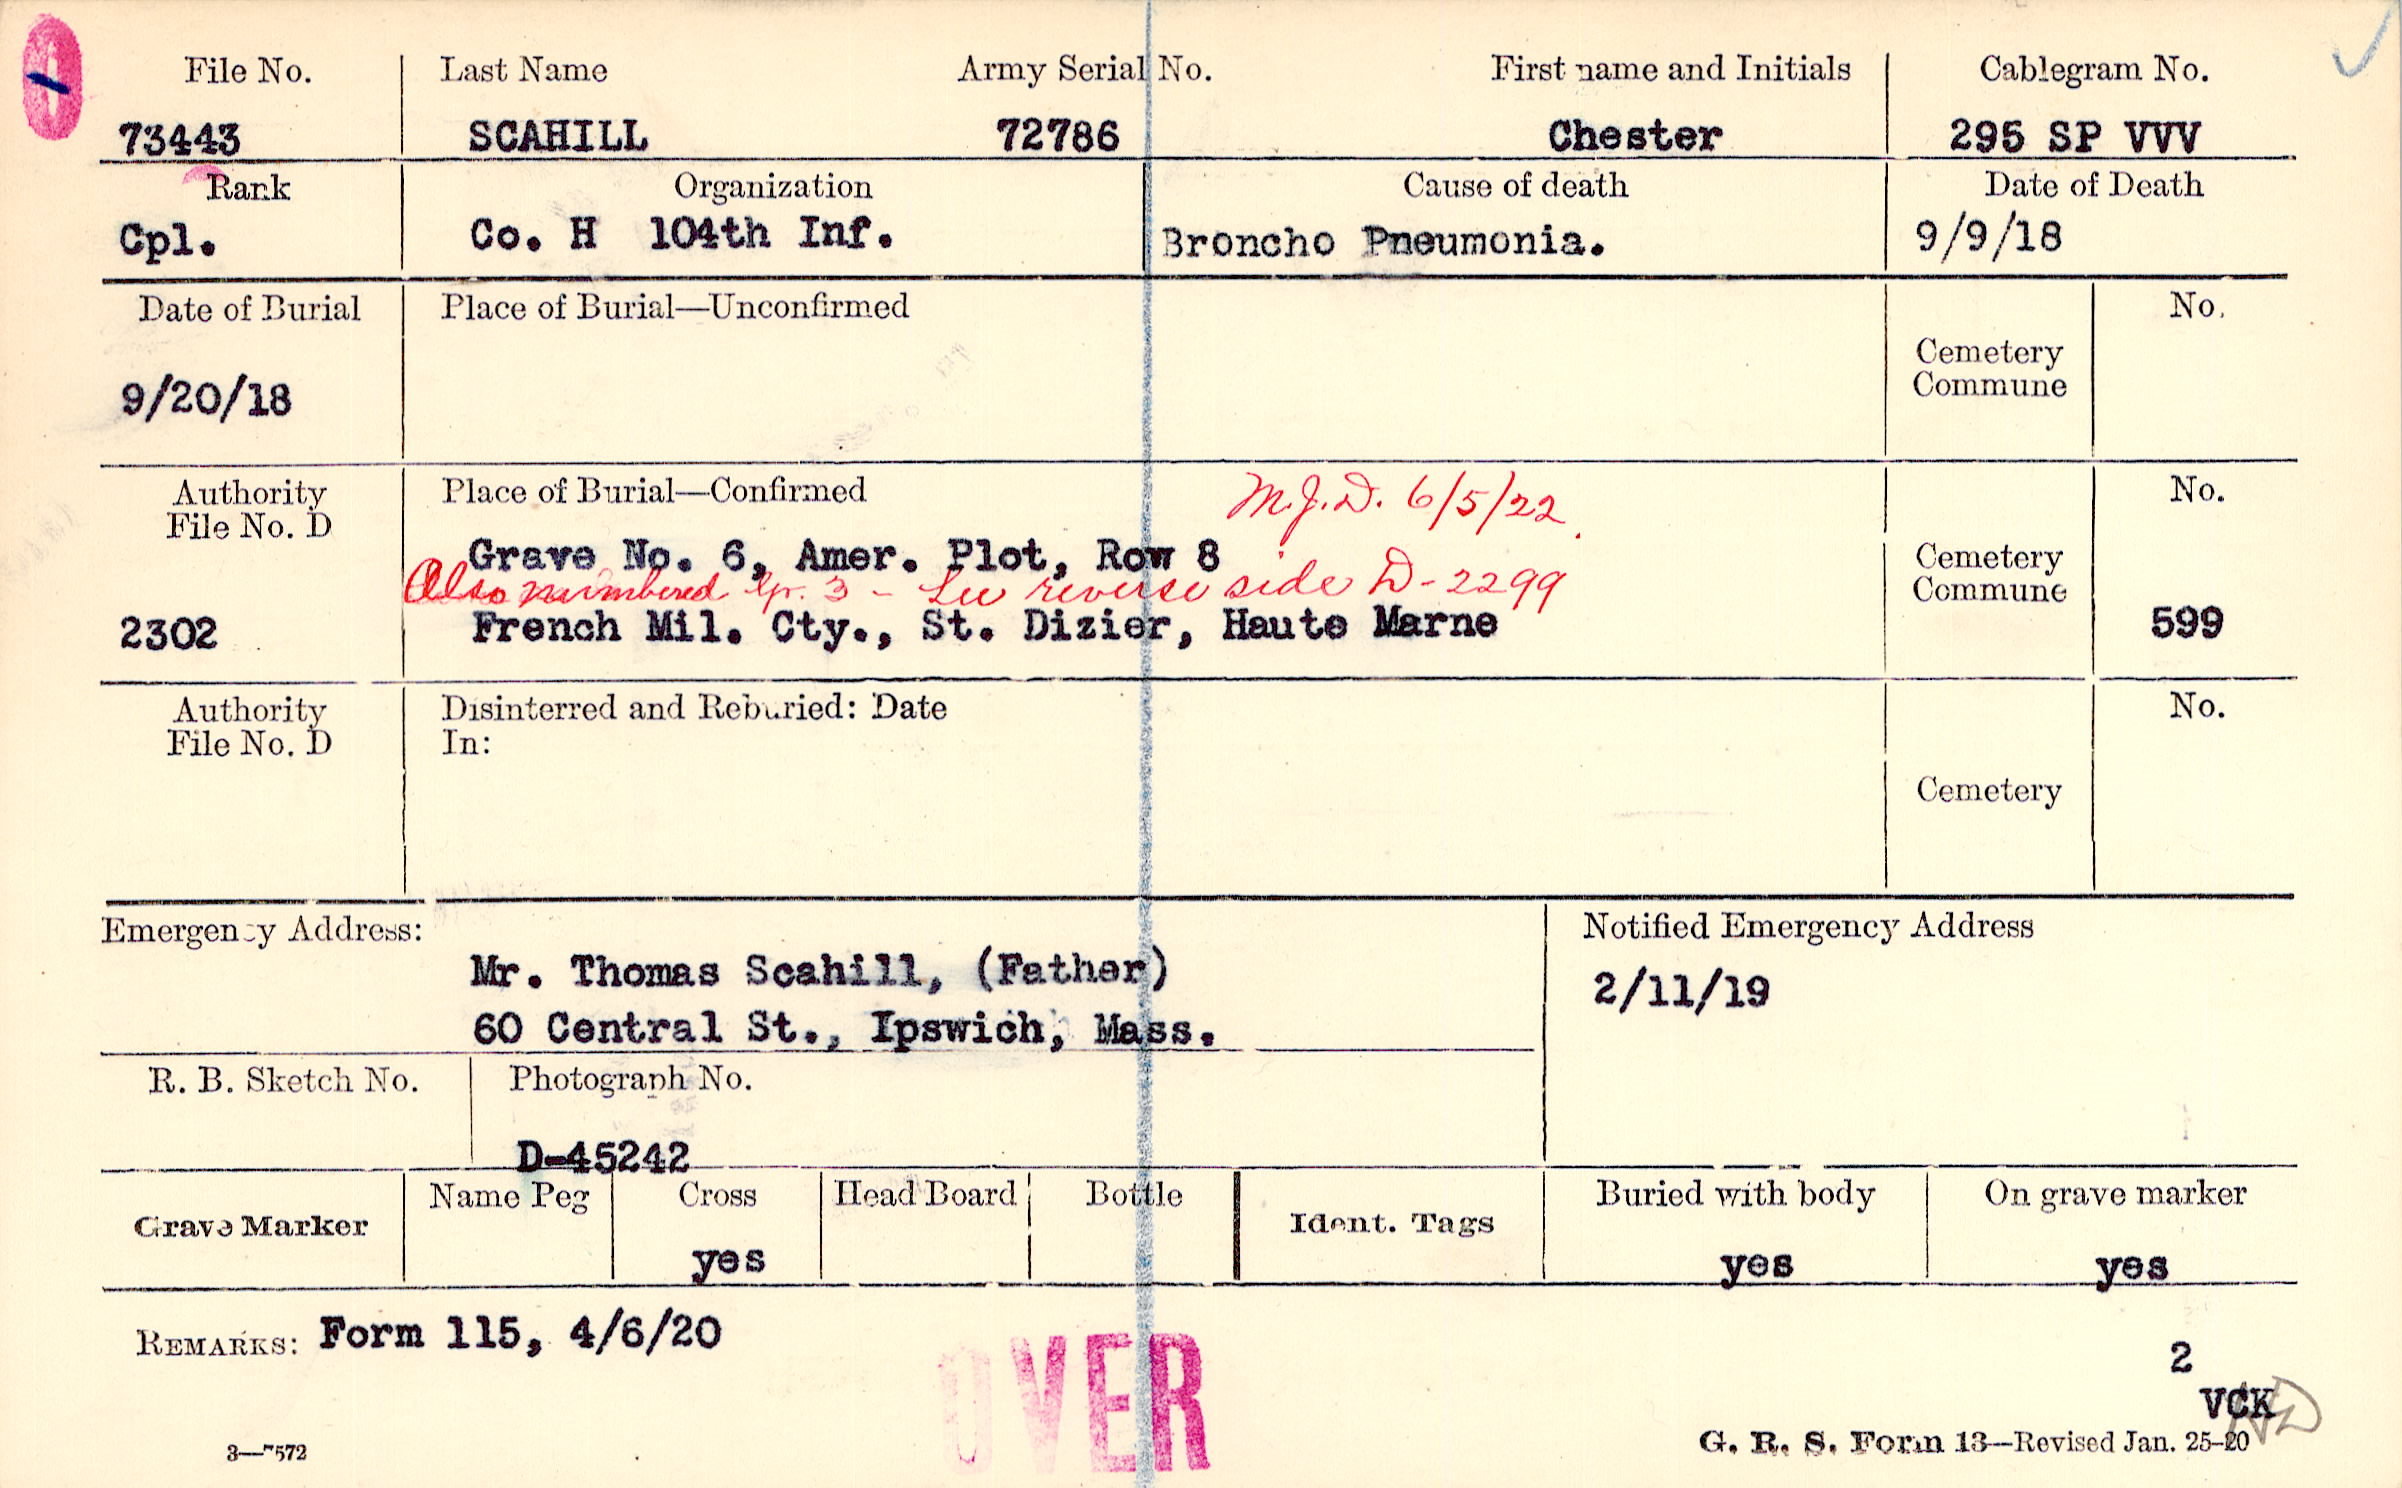 File No. Last Name Army Serial No. First name and Initials Cablegram No.
73443 SCAHILL 72786 Chester 295 SP VVV
Rank Organization Cause of death Date of Death
Cpl. Co. H 104th Inf. Broncho Pneumonia. 9/9/18
Date of Burial Place of Burial—Unconfirmed No.
Cemetery
Commune
9/20/18
Authority Place of Burial—Confirmed M.J.D. 6/5/22 No.
File No. D
Grave No. 6, Amer. Plot, Row 8 Cemetery
Also numbered Gr. 3 - See reverse side D-2299 Commune
2302 French Mil. Cty., St. Dizier, Haute Marne 599
Authority Disinterred and Reburied: Date No.
File No. D In:
Cemetery
Emergency Address: Notified Emergency Address
Mr. Thomas Scahill, (Father) 2/11/19
60 Central St., Ipswich, Mass.
R. B. Sketch No. Photograph No.
D-45242
Grave Marker Name Peg Cross Head Board Bottle Ident. Tags Buried with body On grave marker
yes yes yes
REMARKS: Form 115, 4/6/20
OVER
2
VCK
3—7572 G. R. S. Form 13—Revised Jan. 25-20